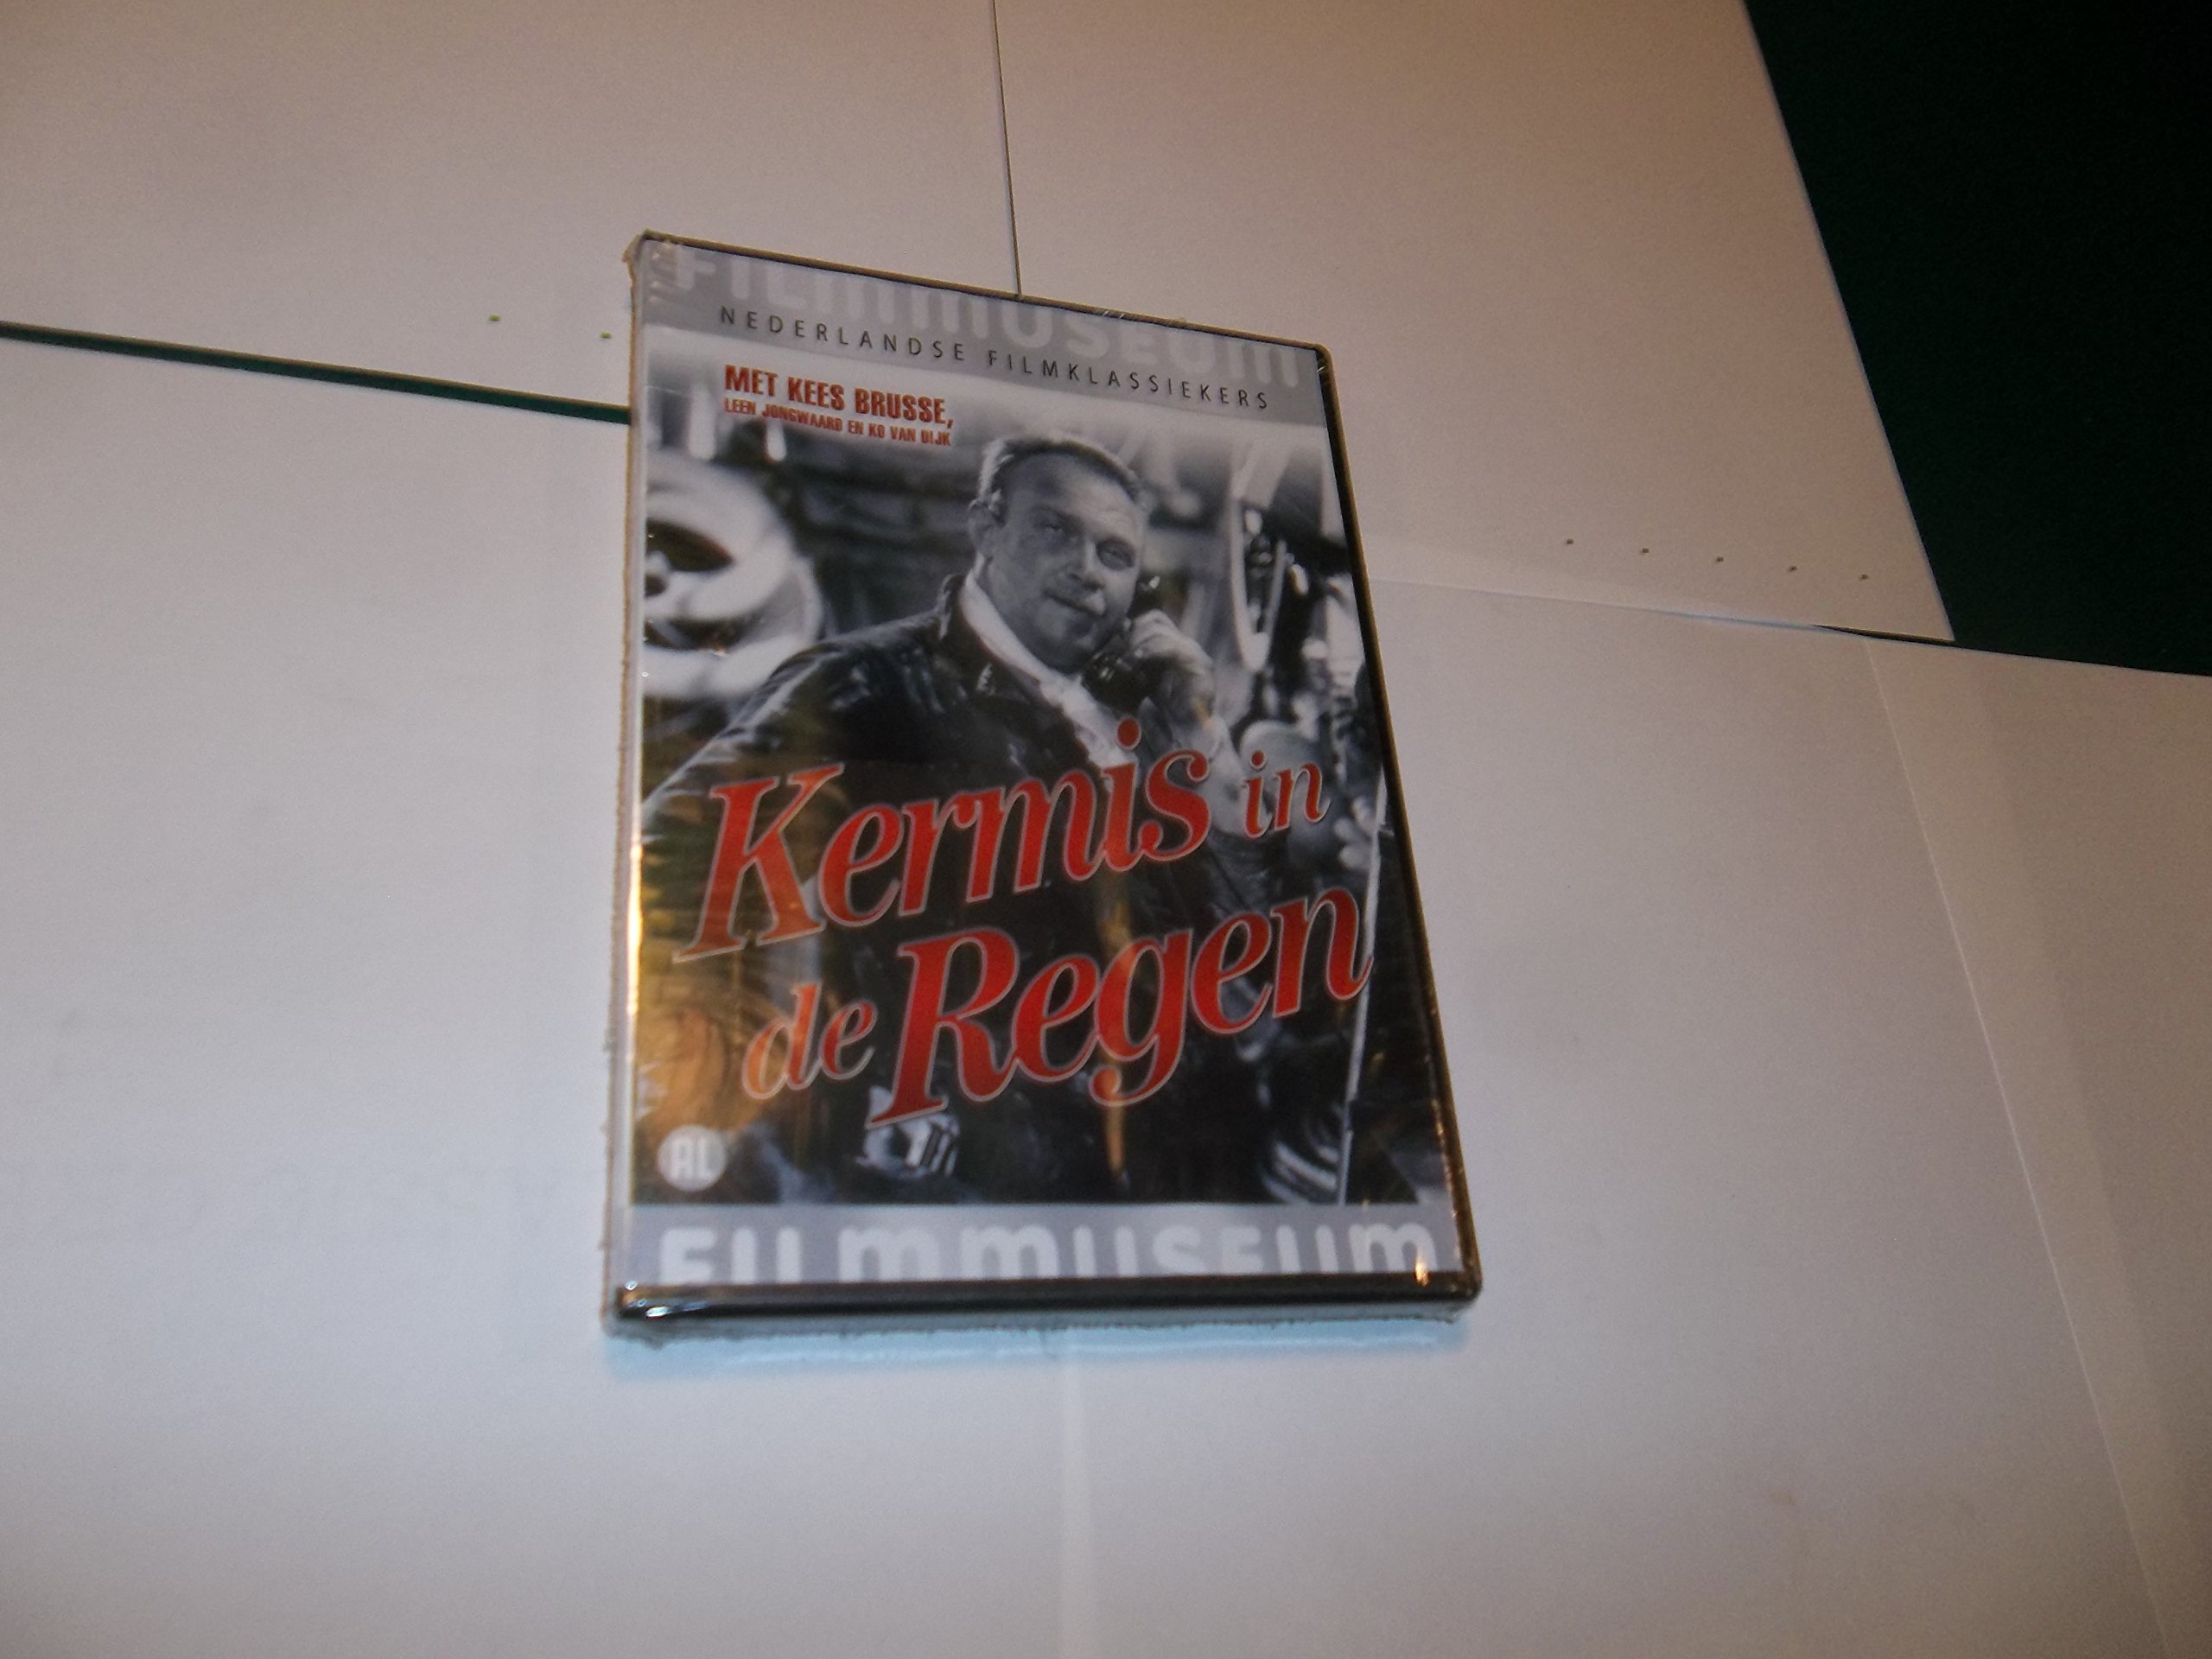 FILMMUSEUM
NEDERLANDSE FILMKLASSIEKERS
MET KEES BRUSSE,
LEEN JONGWAARD EN KO VAN DIJK
Kermis in
de Regen
AL
FILMMUSEUM